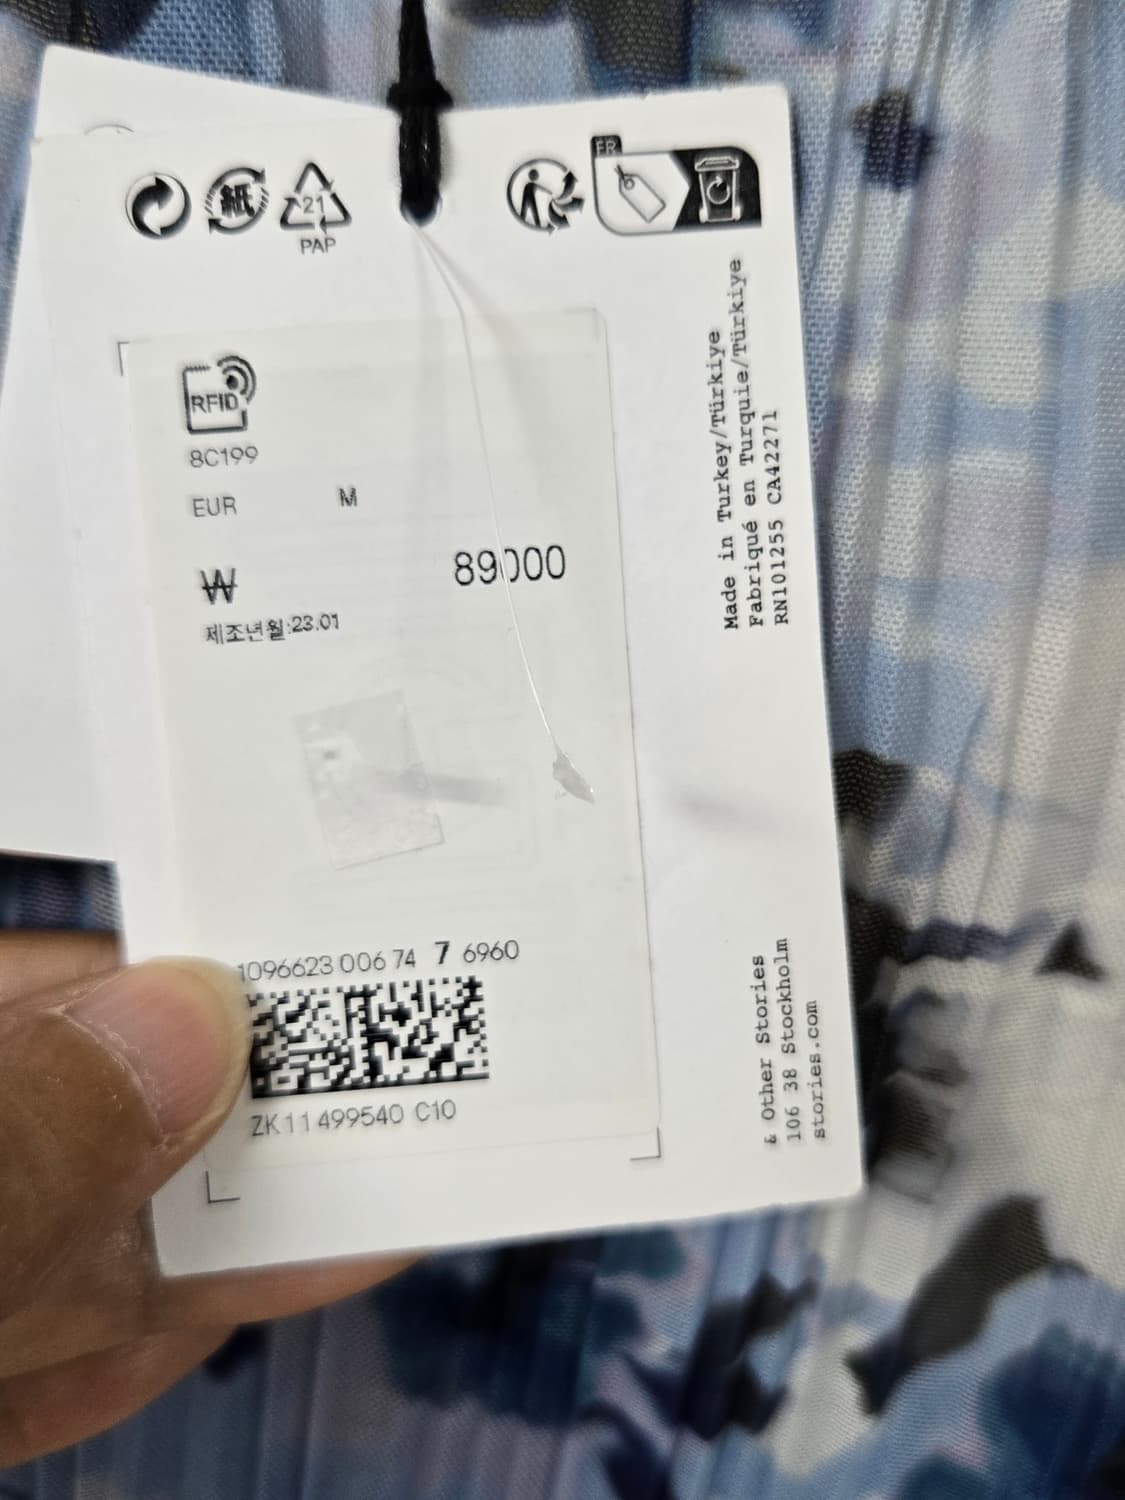 紙
21
PAP
FR
RFID
8C199
EUR M
₩ 89000
제조년월:23.01
1096623 006 74 7 6960
ZK11499540 C10
Made in Turkey/Türkiye
Fabriqué en Turquie/Türkiye
RN101255 CA42271
& Other Stories
106 38 Stockholm
stories.com